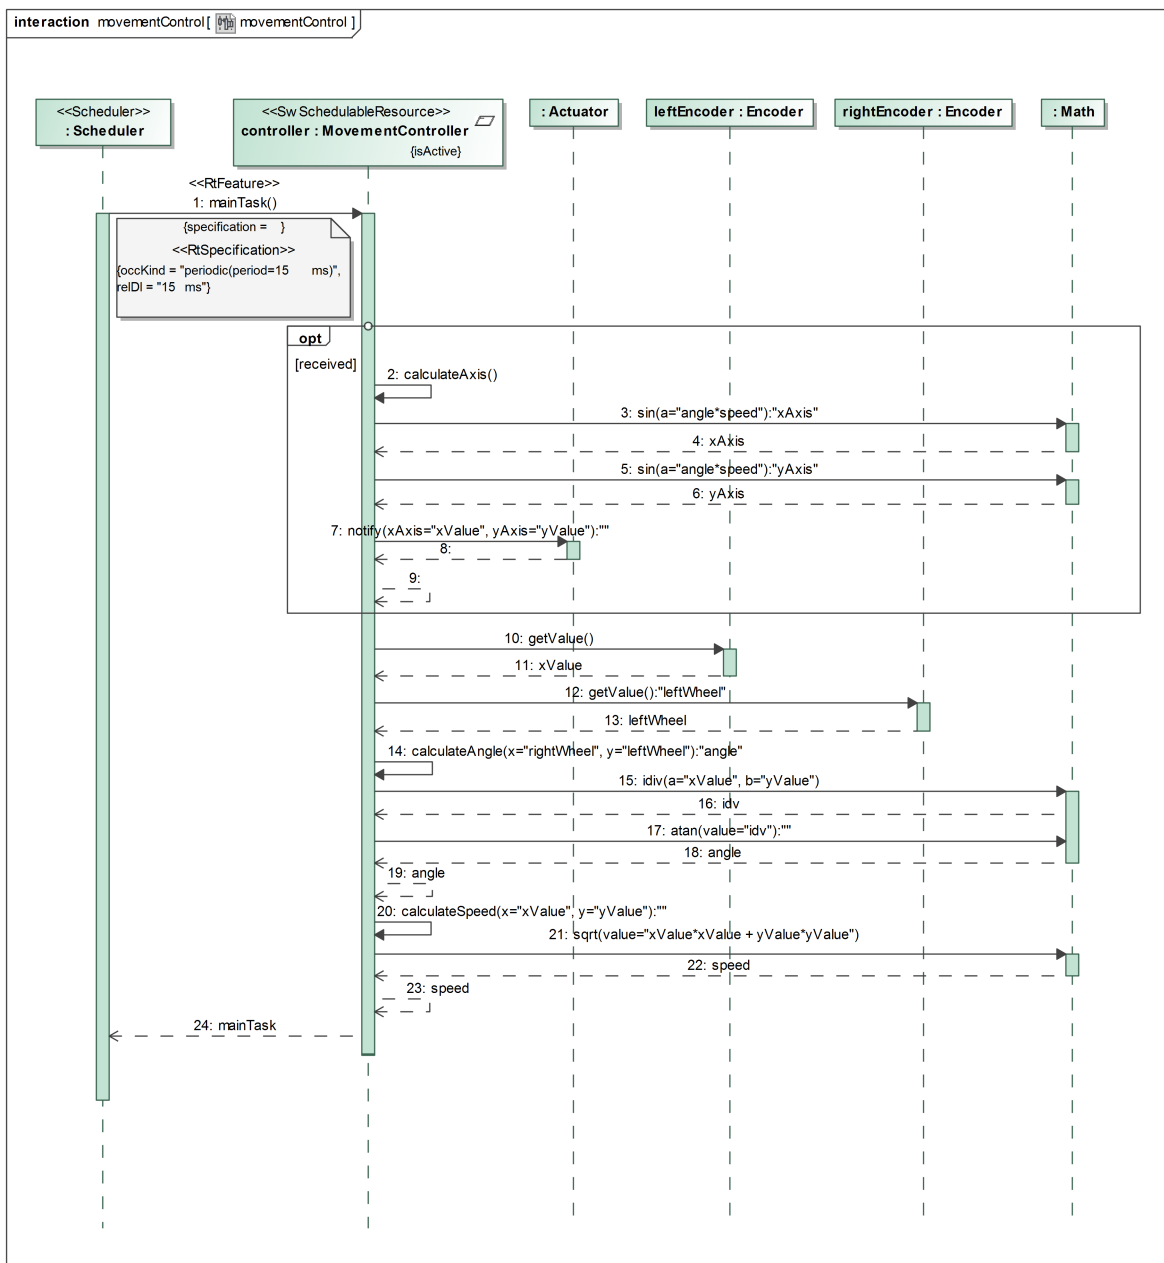 interaction movementControl [ movementControl ]
<<Scheduler>>
: Scheduler
<<SwSchedulableResource>>
controller : MovementController
{isActive}
: Actuator
leftEncoder : Encoder
rightEncoder : Encoder
: Math
<<RtFeature>>
1: mainTask()
{specification = }
<<RtSpecification>>
{occKind = "periodic(period=15 ms)",
relDl = "15 ms"}
opt
[received]
2: calculateAxis()
3: sin(a="angle*speed"):"xAxis"
4: xAxis
5: sin(a="angle*speed"):"yAxis"
6: yAxis
7: notify(xAxis="xValue", yAxis="yValue"):""
8:
9:
10: getValue()
11: xValue
12: getValue():"leftWheel"
13: leftWheel
14: calculateAngle(x="rightWheel", y="leftWheel"):"angle"
15: idiv(a="xValue", b="yValue")
16: idv
17: atan(value="idv"):""
18: angle
19: angle
20: calculateSpeed(x="xValue", y="yValue"):""
21: sqrt(value="xValue*xValue + yValue*yValue")
22: speed
23: speed
24: mainTask